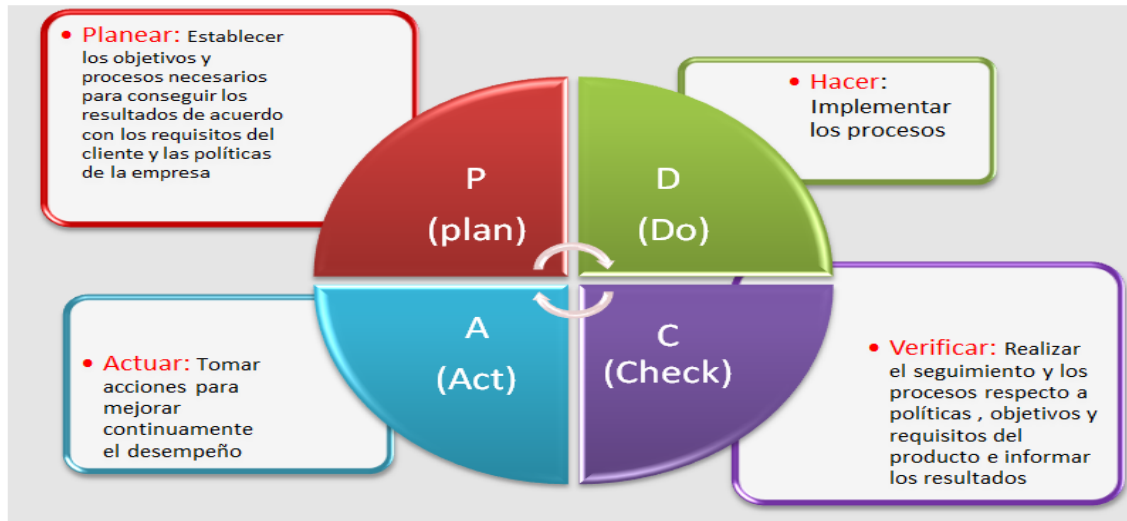 • Planear: Establecer
los objetivos y
procesos necesarios
para conseguir los
resultados de acuerdo
con los requisitos del
cliente y las políticas
de la empresa
P
(plan)
D
(Do)
• Hacer:
Implementar
los procesos
• Actuar: Tomar
acciones para
mejorar
continuamente
el desempeño
A
(Act)
C
(Check)
• Verificar: Realizar
el seguimiento y los
procesos respecto a
políticas , objetivos y
requisitos del
producto e informar
los resultados